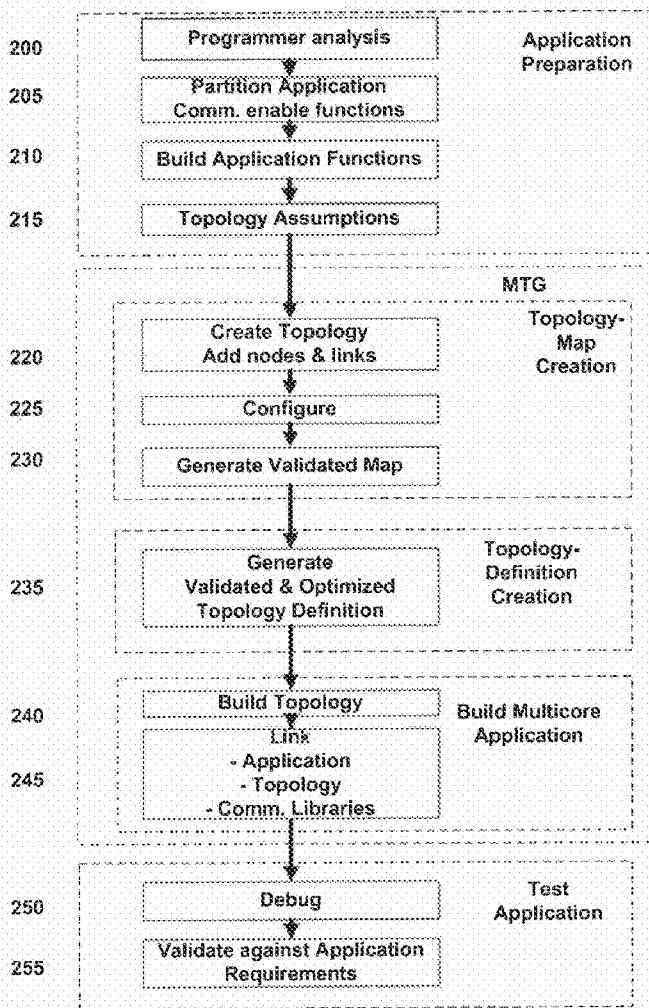 200
Programmer analysis
Application
Preparation
205
Partition Application
Comm. enable functions
210
Build Application Functions
215
Topology Assumptions
MTG
Topology-
Map
Creation
220
Create Topology
Add nodes & links
225
Configure
230
Generate Validated Map
Topology-
Definition
Creation
235
Generate
Validated & Optimized
Topology Definition
240
Build Topology
Build Multicore
Application
245
Link
- Application
- Topology
- Comm. Libraries
Test
Application
250
Debug
255
Validate against Application
Requirements